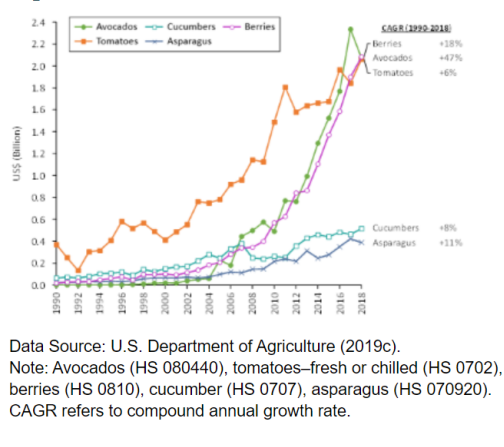 Avocados Cucumbers Berries
Tomatoes Asparagus
CAGR (1990-2018)
Berries +18%
Avocados +47%
Tomatoes +6%
Cucumbers +8%
Asparagus +11%
US$ (Billion)
2.4
2.2
2.0
1.8
1.6
1.4
1.2
1.0
0.8
0.6
0.4
0.2
0.0
1990 1992 1994 1996 1998 2000 2002 2004 2006 2008 2010 2012 2014 2016 2018
Data Source: U.S. Department of Agriculture (2019c).
Note: Avocados (HS 080440), tomatoes–fresh or chilled (HS 0702),
berries (HS 0810), cucumber (HS 0707), asparagus (HS 070920).
CAGR refers to compound annual growth rate.